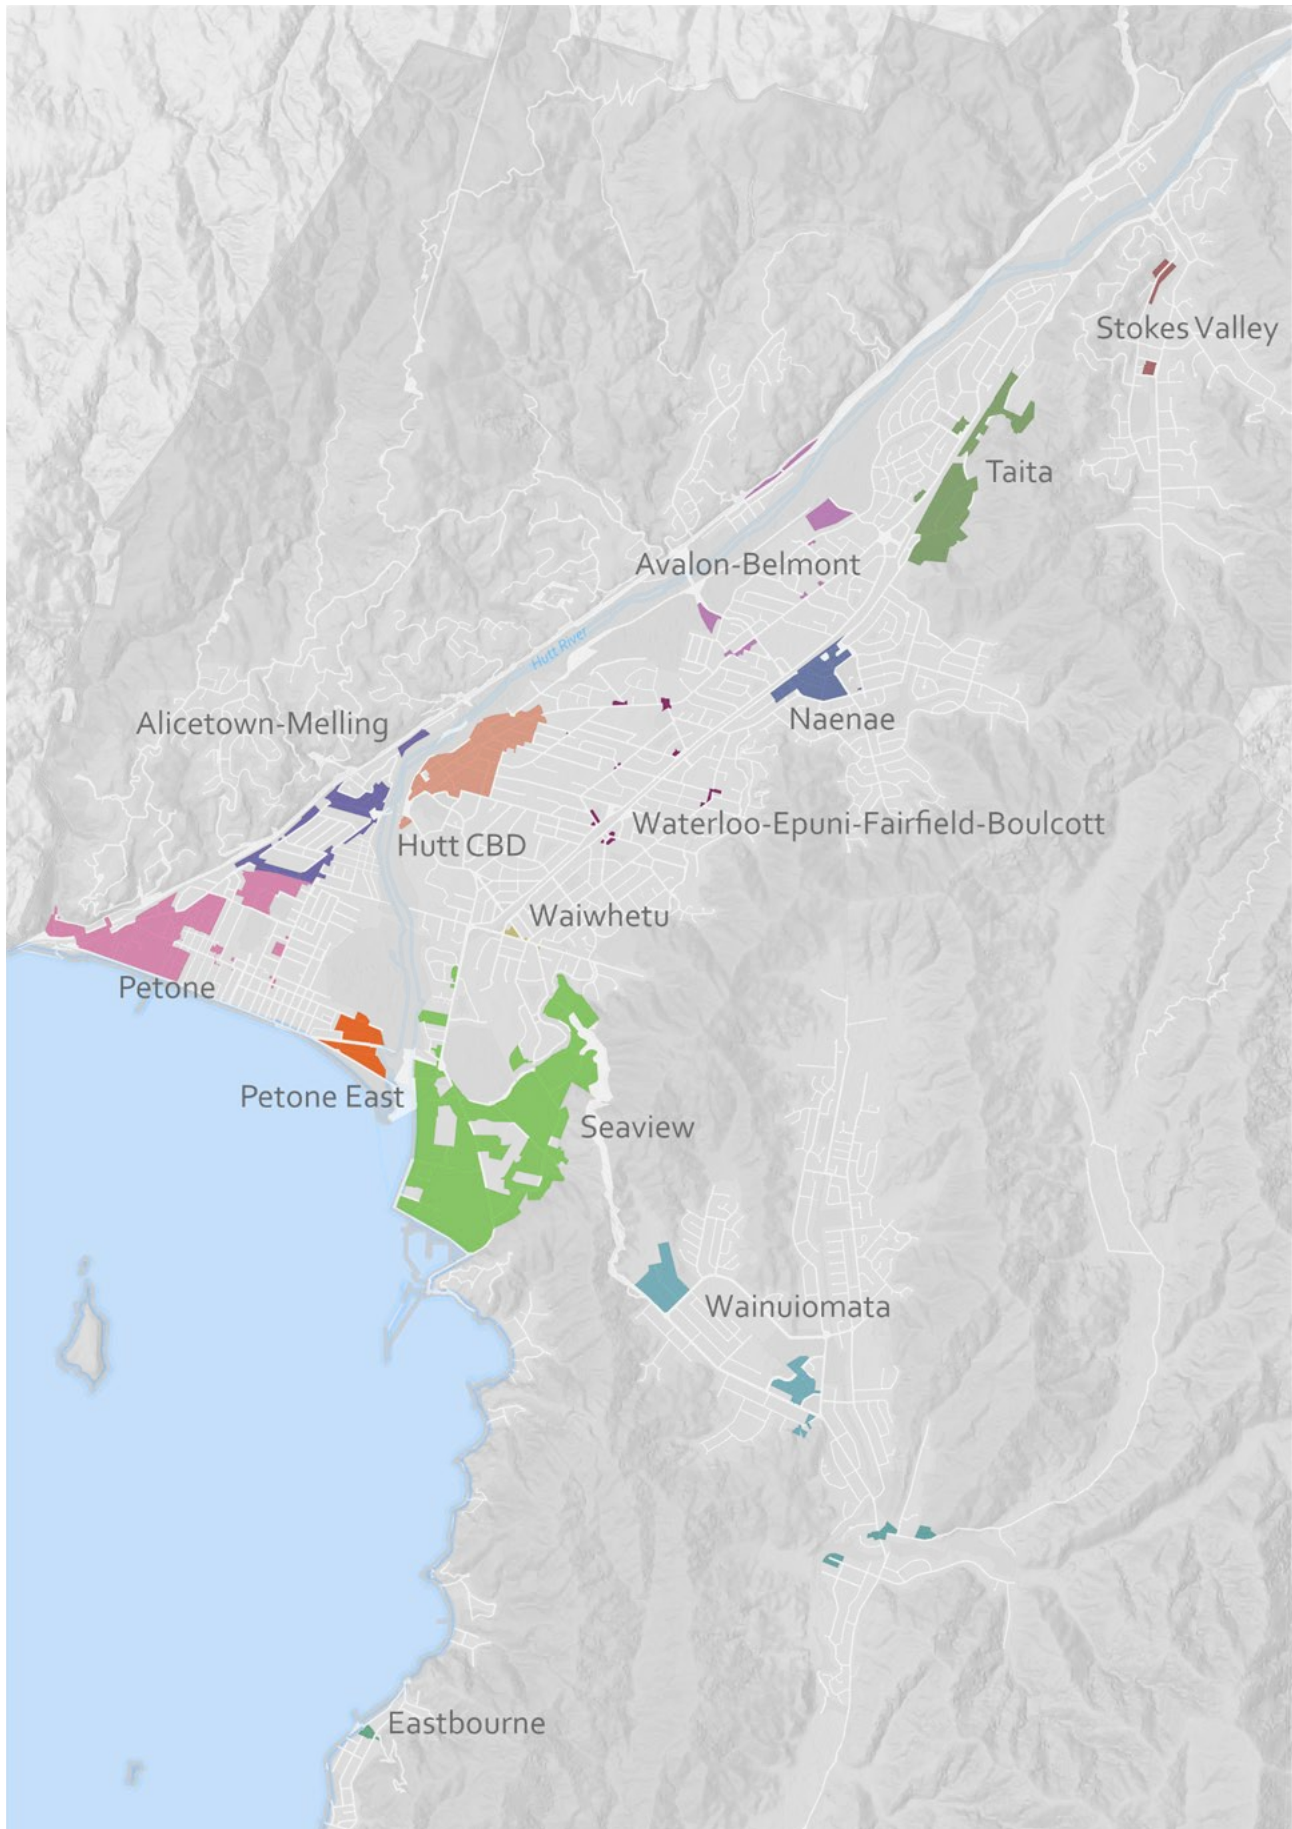 Stokes Valley
Taita
Avalon-Belmont
Hutt River
Naenae
Alicetown-Melling
Waterloo-Epuni-Fairfield-Boulcott
Hutt CBD
Waiwhetu
Petone
Petone East
Seaview
Wainuiomata
Eastbourne